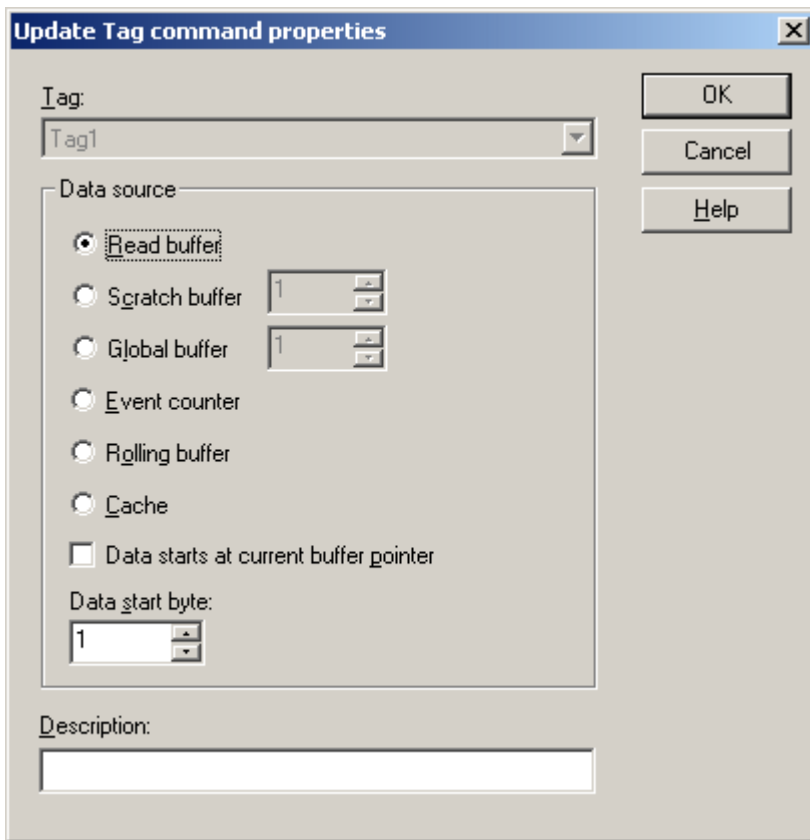 Update Tag command properties
Tag:
Tag1
OK
Cancel
Help
Data source
Read buffer
Scratch buffer 1
Global buffer 1
Event counter
Rolling buffer
Cache
Data starts at current buffer pointer
Data start byte:
1
Description: